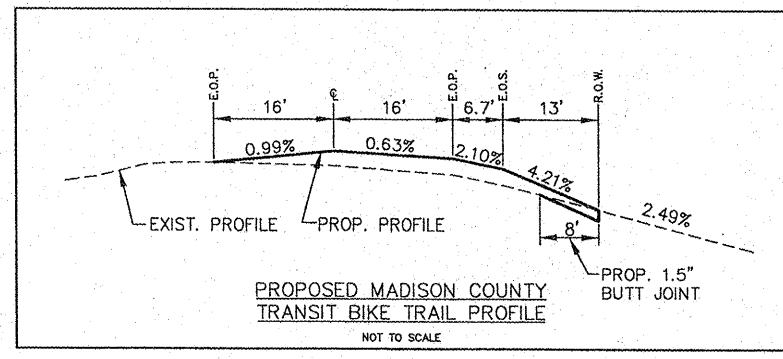 E.O.P.
℄
E.O.P.
E.O.S.
R.O.W.
16'
16'
6.7'
13'
0.99%
0.63%
2.10%
4.21%
2.49%
EXIST. PROFILE
PROP. PROFILE
8'
PROP. 1.5"
BUTT JOINT
PROPOSED MADISON COUNTY
TRANSIT BIKE TRAIL PROFILE
NOT TO SCALE